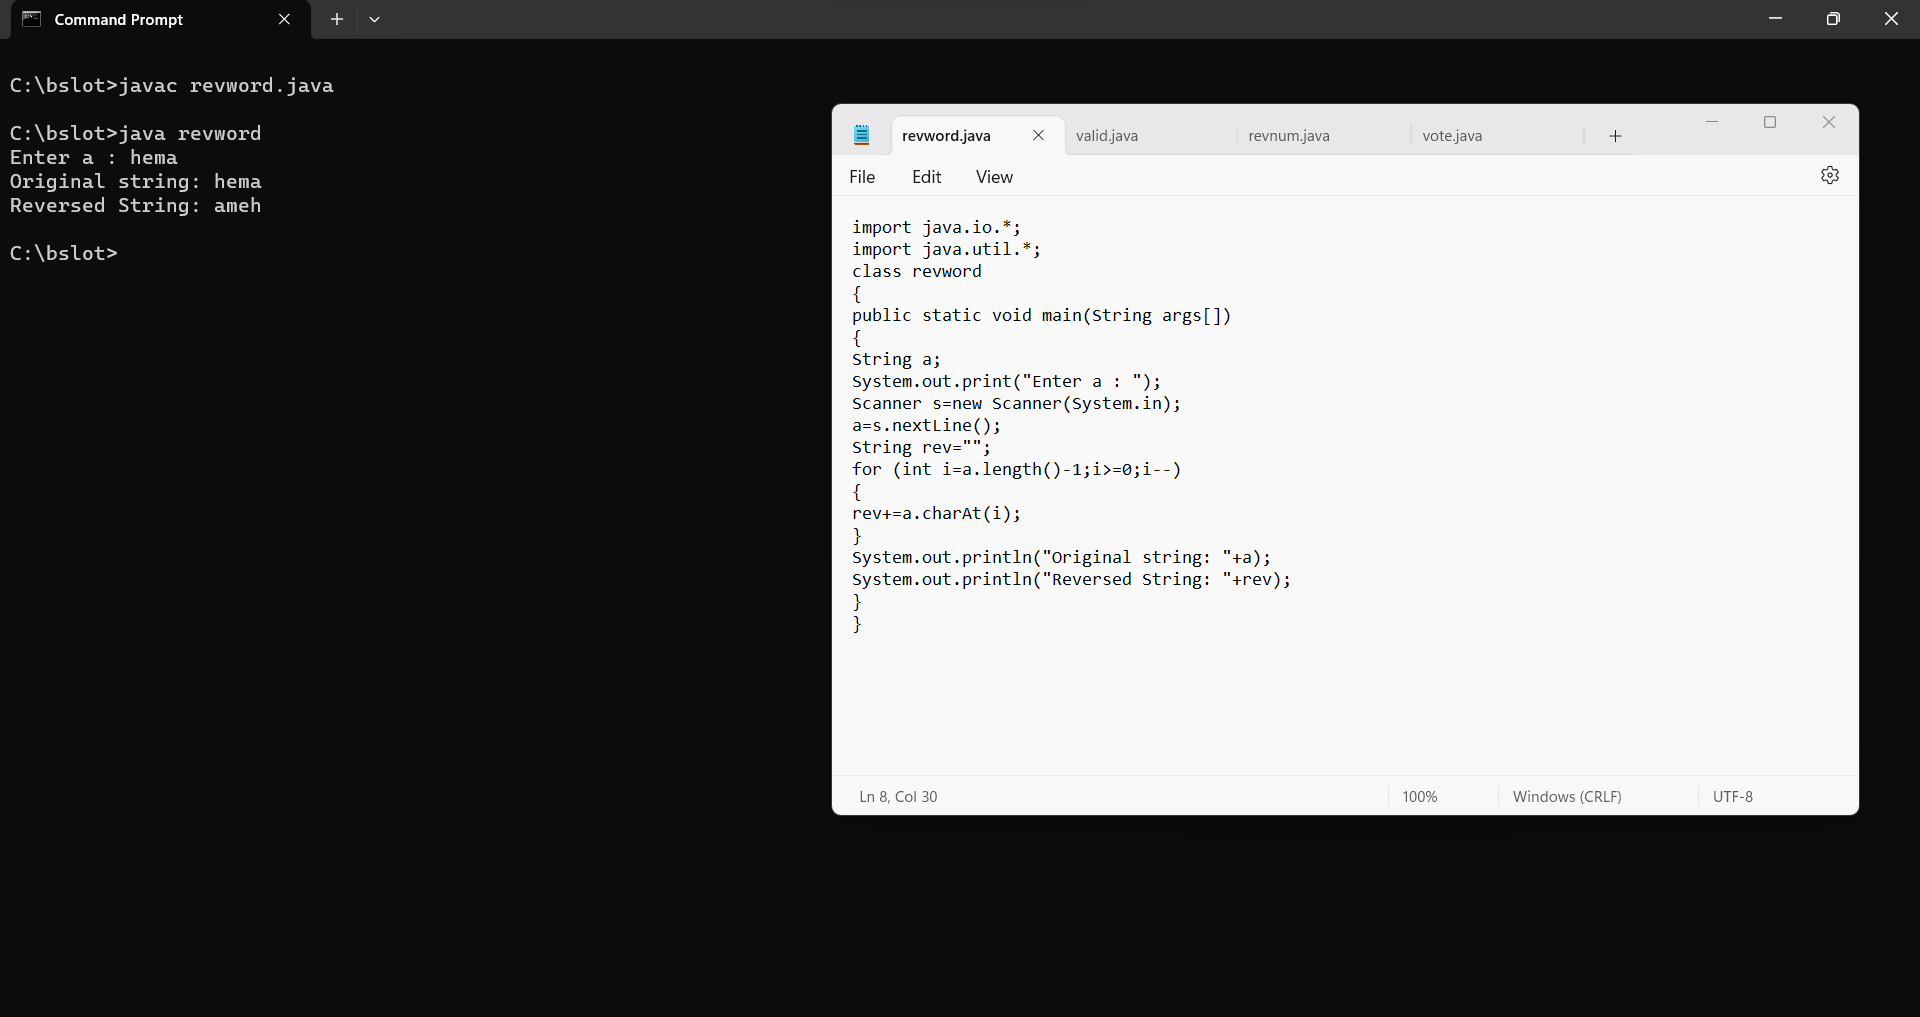 Command Prompt
C:\bslot>javac revword.java
C:\bslot>java revword
Enter a : hema
Original string: hema
Reversed String: ameh
C:\bslot>
revword.java
valid.java
revnum.java
vote.java
File
Edit
View
import java.io.*;
import java.util.*;
class revword
{
public static void main(String args[])
{
String a;
System.out.print("Enter a : ");
Scanner s=new Scanner(System.in);
a=s.nextLine();
String rev="";
for (int i=a.length()-1;i>=0;i--)
{
rev+=a.charAt(i);
}
System.out.println("Original string: "+a);
System.out.println("Reversed String: "+rev);
}
}
Ln 8, Col 30
100%
Windows (CRLF)
UTF-8